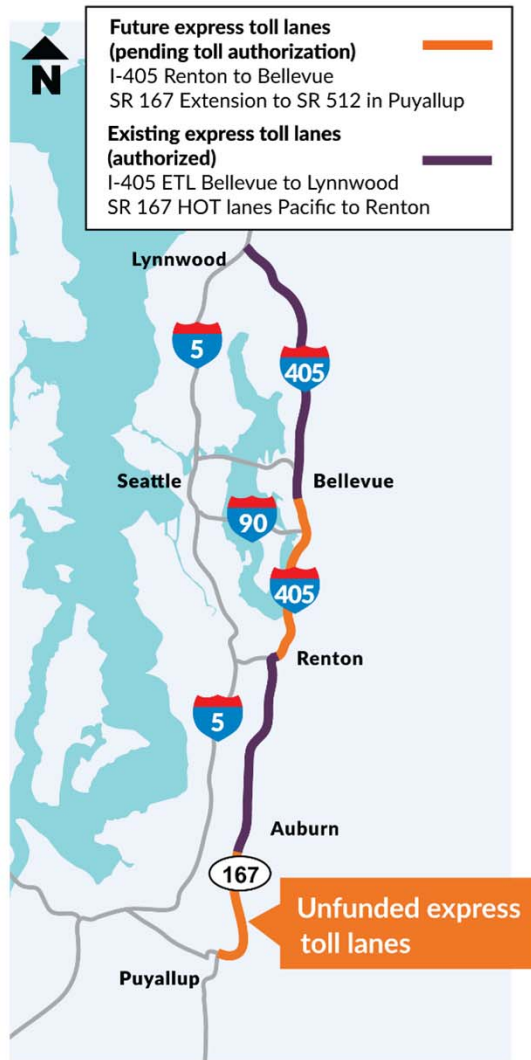 N
Future express toll lanes
(pending toll authorization)
I-405 Renton to Bellevue
SR 167 Extension to SR 512 in Puyallup
Existing express toll lanes
(authorized)
I-405 ETL Bellevue to Lynnwood
SR 167 HOT lanes Pacific to Renton
Lynnwood
5
405
Seattle
Bellevue
90
405
Renton
5
Auburn
167
Unfunded express
toll lanes
Puyallup